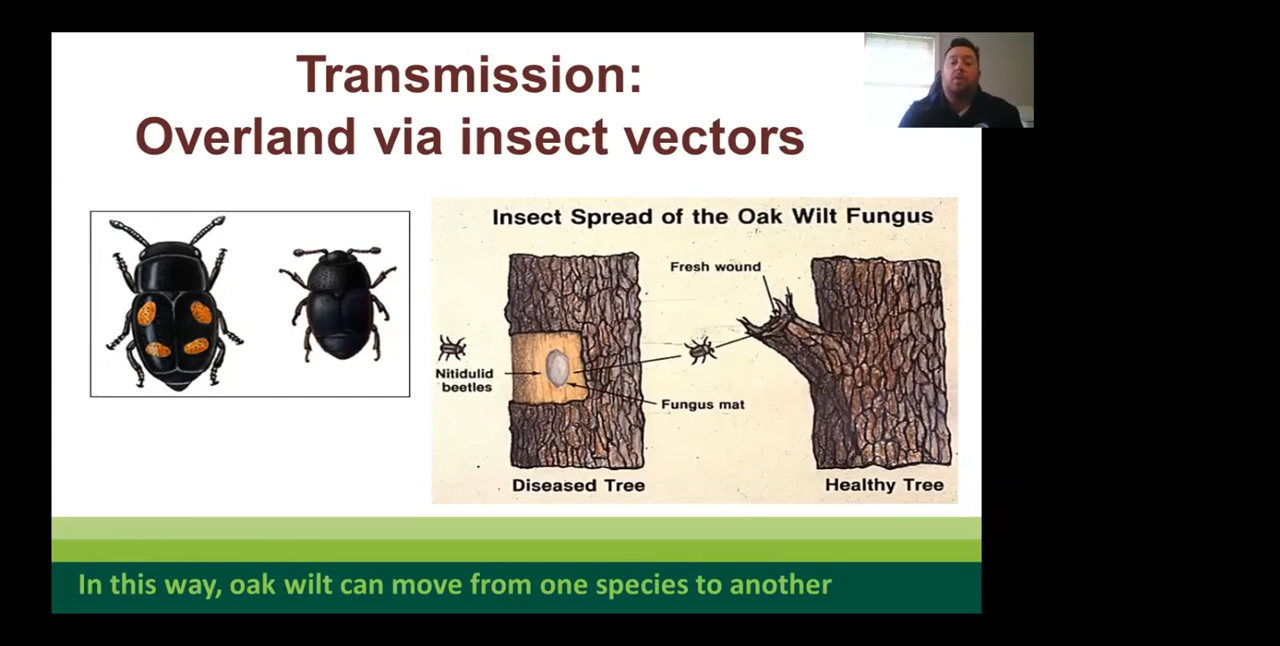 Transmission:
Overland via insect vectors
Insect Spread of the Oak Wilt Fungus
Fresh wound
Nitidulid
beetles
Fungus mat
Diseased Tree
Healthy Tree
In this way, oak wilt can move from one species to another